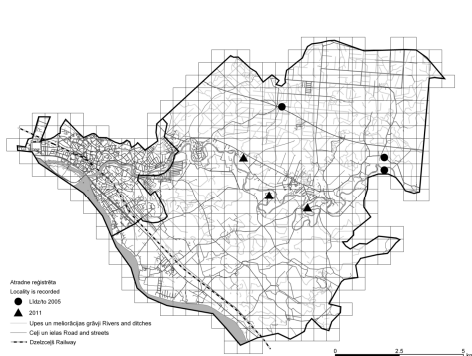 Atradne reģistrēta
Locality is recorded
Līdz/to 2005
2011
Upes un meliorācijas grāvji Rivers and ditches
Ceļi un ielas Road and streets
Dzelzceļš Railway
0 2.5 5